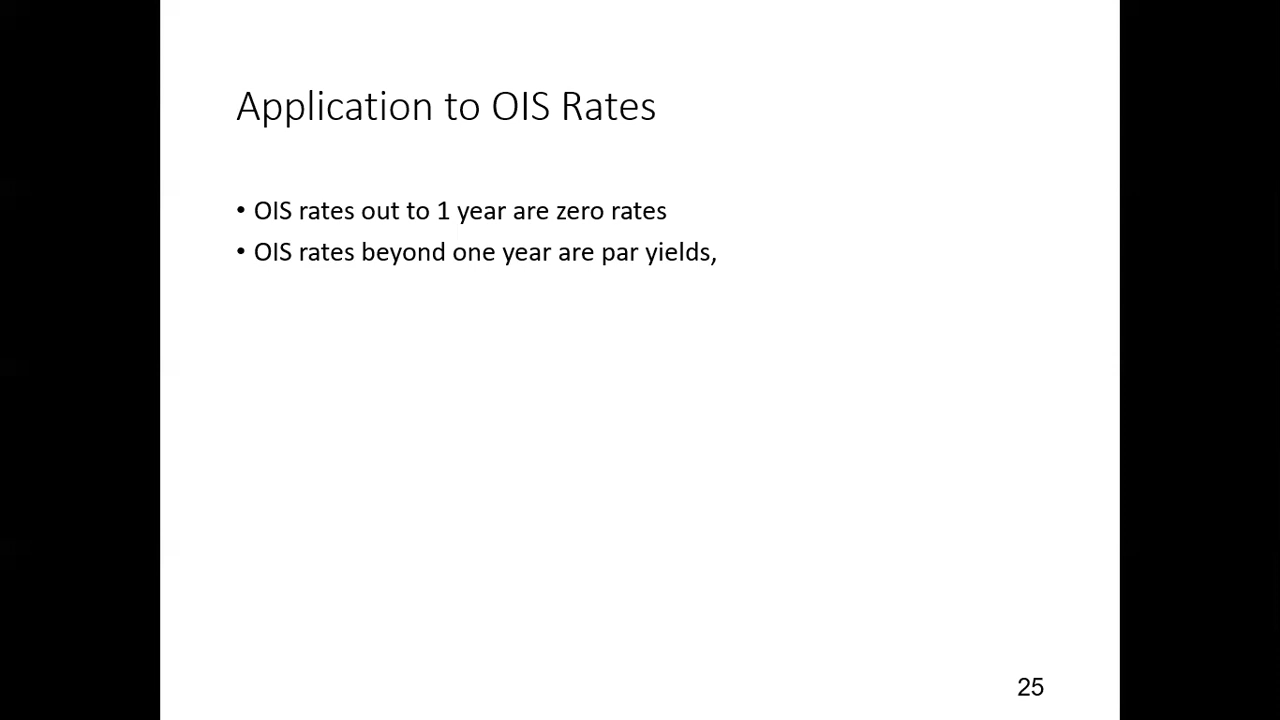 Application to OIS Rates
• OIS rates out to 1 year are zero rates
• OIS rates beyond one year are par yields,
25